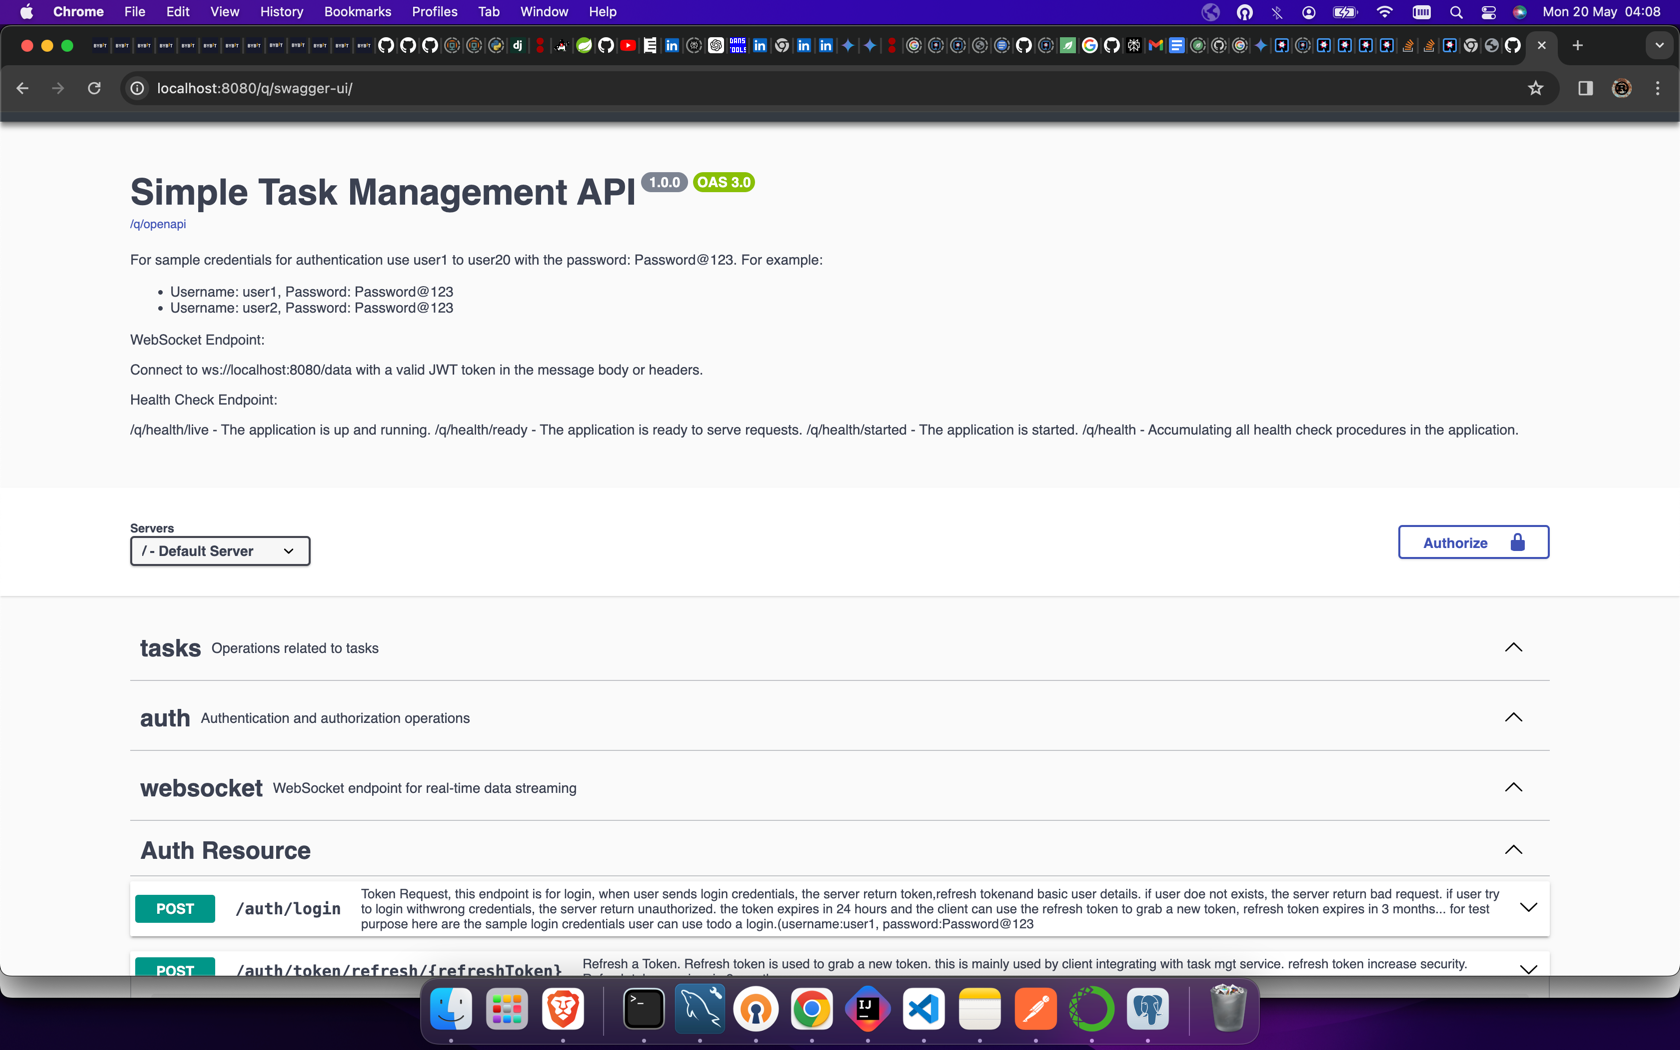 Chrome File Edit View History Bookmarks Profiles Tab Window Help Mon 20 May 04:08
localhost:8080/q/swagger-ui/
Simple Task Management API 1.0.0 OAS 3.0
/q/openapi
For sample credentials for authentication use user1 to user20 with the password: Password@123. For example:
• Username: user1, Password: Password@123
• Username: user2, Password: Password@123
WebSocket Endpoint:
Connect to ws://localhost:8080/data with a valid JWT token in the message body or headers.
Health Check Endpoint:
/q/health/live - The application is up and running. /q/health/ready - The application is ready to serve requests. /q/health/started - The application is started. /q/health - Accumulating all health check procedures in the application.
Servers
/ - Default Server
Authorize
tasks Operations related to tasks
auth Authentication and authorization operations
websocket WebSocket endpoint for real-time data streaming
Auth Resource
POST /auth/login
Token Request, this endpoint is for login, when user sends login credentials, the server return token,refresh tokenand basic user details. if user doe not exists, the server return bad request. if user try
to login withwrong credentials, the server return unauthorized. the token expires in 24 hours and the client can use the refresh token to grab a new token, refresh token expires in 3 months... for test
purpose here are the sample login credentials user can use todo a login.(username:user1, password:Password@123
POST /auth/token/refresh/{refreshToken}
Refresh a Token. Refresh token is used to grab a new token. this is mainly used by client integrating with task mgt service. refresh token increase security.